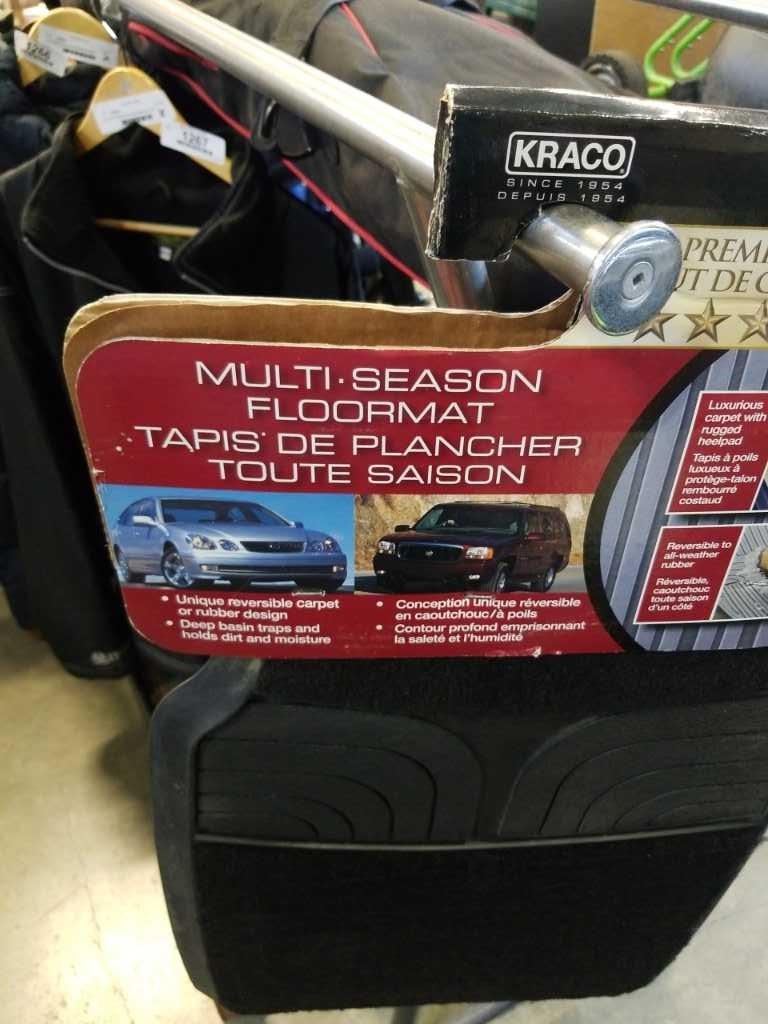 1266
1267
KRACO
SINCE 1954
DEPUIS 1954
MULTI·SEASON
FLOORMAT
TAPIS DE PLANCHER
TOUTE SAISON
Luxurious
carpet with
rugged
heelpad
Tapis à poils
luxueux à
protège-talon
rembourré
costaud
Reversible to
all-weather
rubber
Réversible,
caoutchouc
toute saison
d'un côté
• Unique reversible carpet
or rubber design
• Deep basin traps and
holds dirt and moisture
• Conception unique réversible
en caoutchouc/à poils
• Contour profond emprisonnant
la saleté et l'humidité